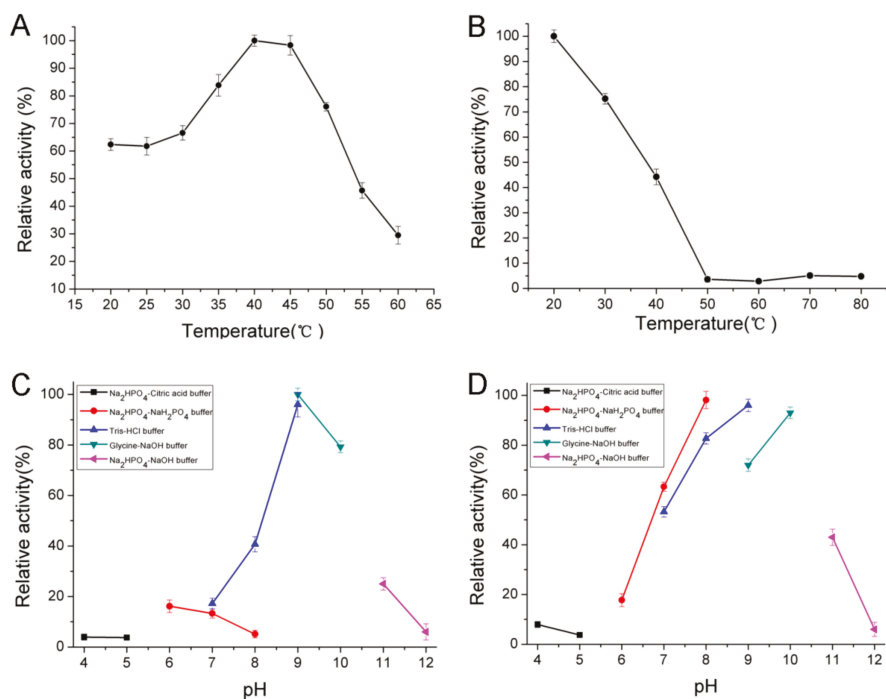 A
Relative activity (%)
110
100
90
80
70
60
50
40
30
20
10
15 20 25 30 35 40 45 50 55 60 65
Temperature(℃)
B
Relative activity(%)
110
100
90
80
70
60
50
40
30
20
10
0
20 30 40 50 60 70 80
Temperature(℃)
C
Na2HPO4-Citric acid buffer
Na2HPO4-NaH2PO4 buffer
Tris-HCl buffer
Glycine-NaOH buffer
Na2HPO4-NaOH buffer
Relative activity(%)
100
80
60
40
20
0
4 5 6 7 8 9 10 11 12
pH
D
Na2HPO4-Citric acid buffer
Na2HPO4-NaH2PO4 buffer
Tris-HCl buffer
Glycine-NaOH buffer
Na2HPO4-NaOH buffer
Relative activity(%)
100
80
60
40
20
0
4 5 6 7 8 9 10 11 12
pH